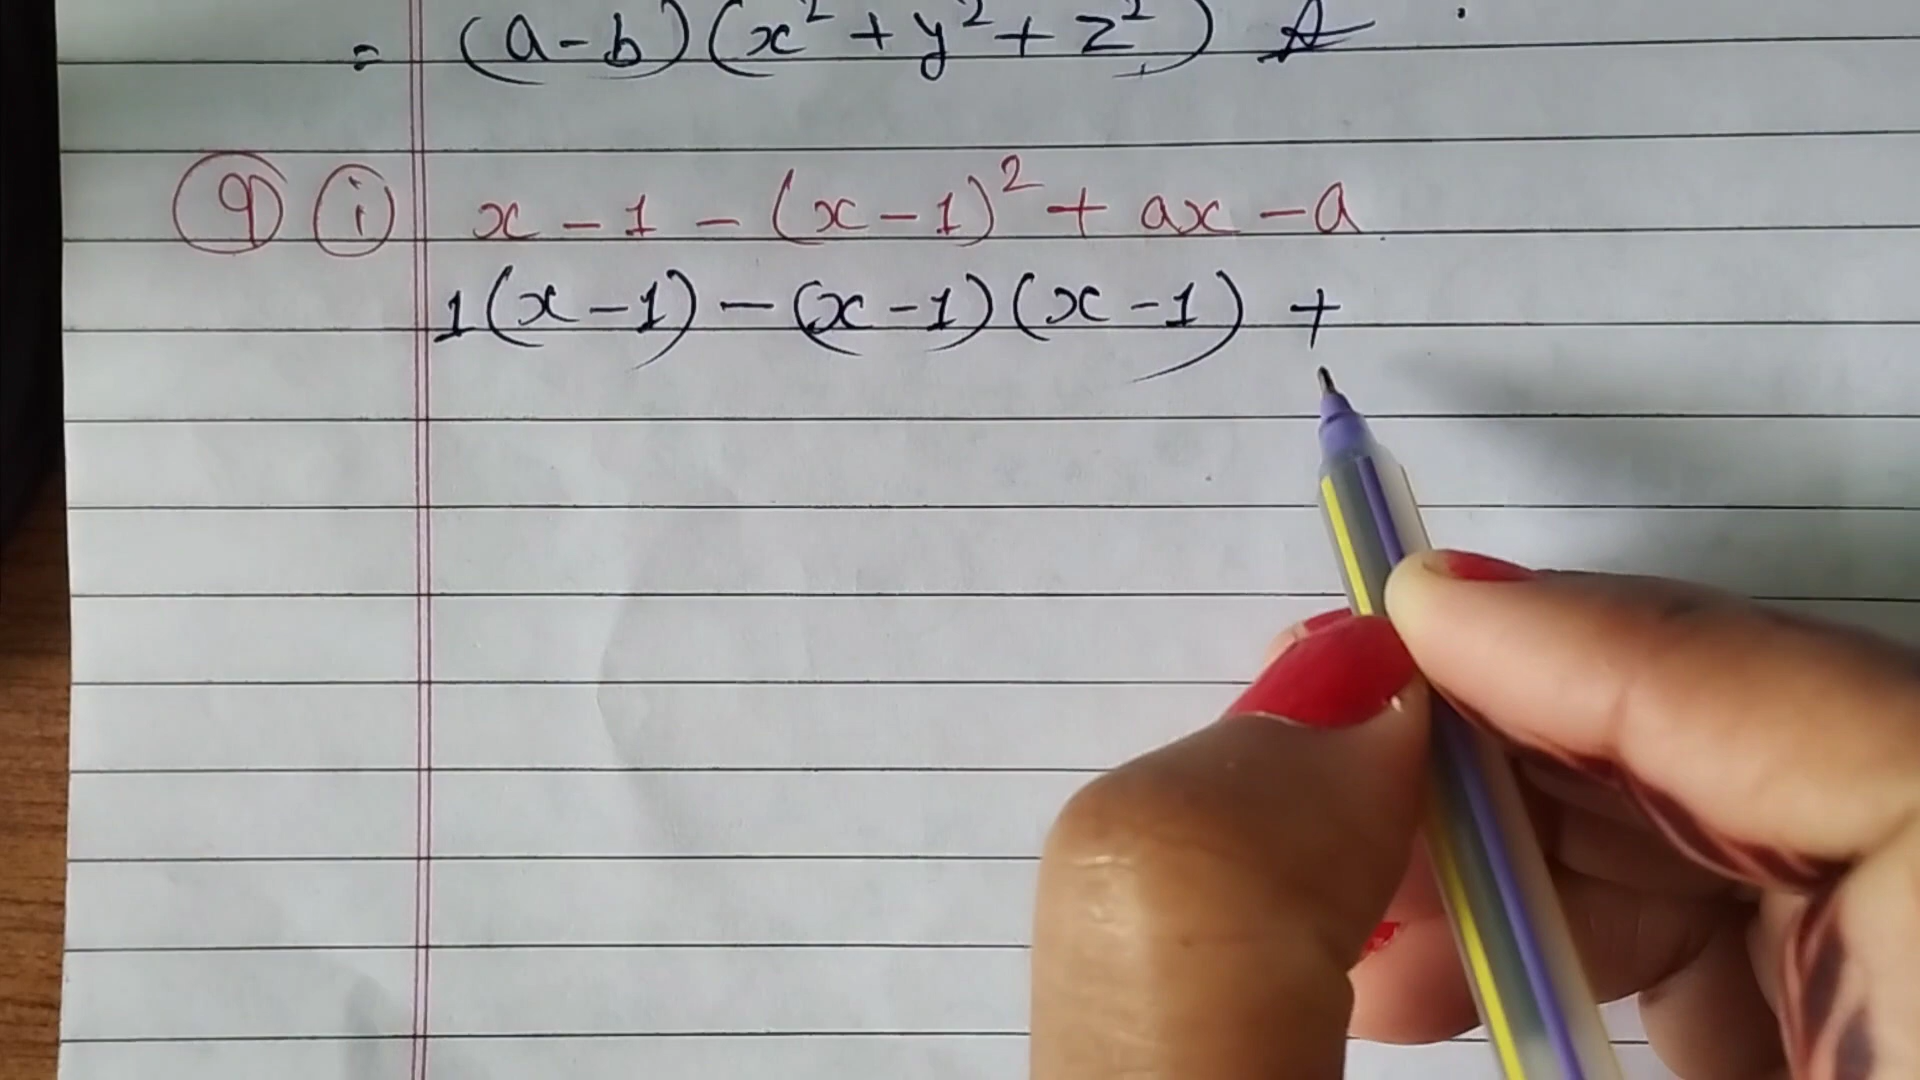 = (a-b)(x²+y²+z²) A
9 i x - 1 - (x-1)² + ax - a
1(x-1) - (x-1)(x-1) +